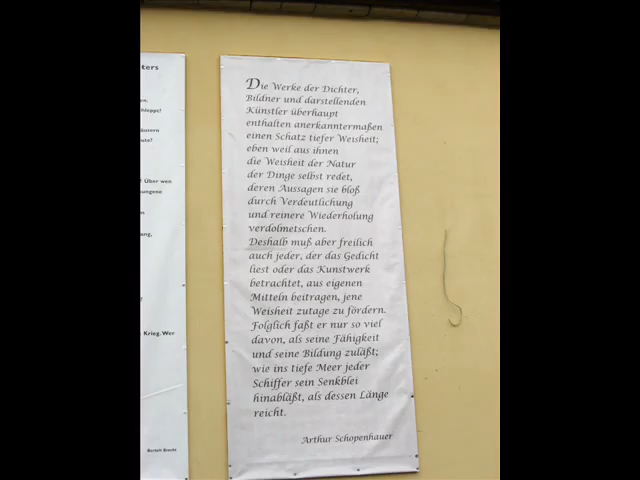 ters
Über wen
Krieg. Wer
Bertolt Brecht
Die Werke der Dichter,
Bildner und darstellenden
Künstler überhaupt
enthalten anerkanntermaßen
einen Schatz tiefer Weisheit;
eben weil aus ihnen
die Weisheit der Natur
der Dinge selbst redet,
deren Aussagen sie bloß
durch Verdeutlichung
und reinere Wiederholung
verdolmetschen.
Deshalb muß aber freilich
auch jeder, der das Gedicht
liest oder das Kunstwerk
betrachtet, aus eigenen
Mitteln beitragen, jene
Weisheit zutage zu fördern.
Folglich faßt er nur so viel
davon, als seine Fähigkeit
und seine Bildung zuläßt;
wie ins tiefe Meer jeder
Schiffer sein Senkblei
hinabläßt, als dessen Länge
reicht.
Arthur Schopenhauer